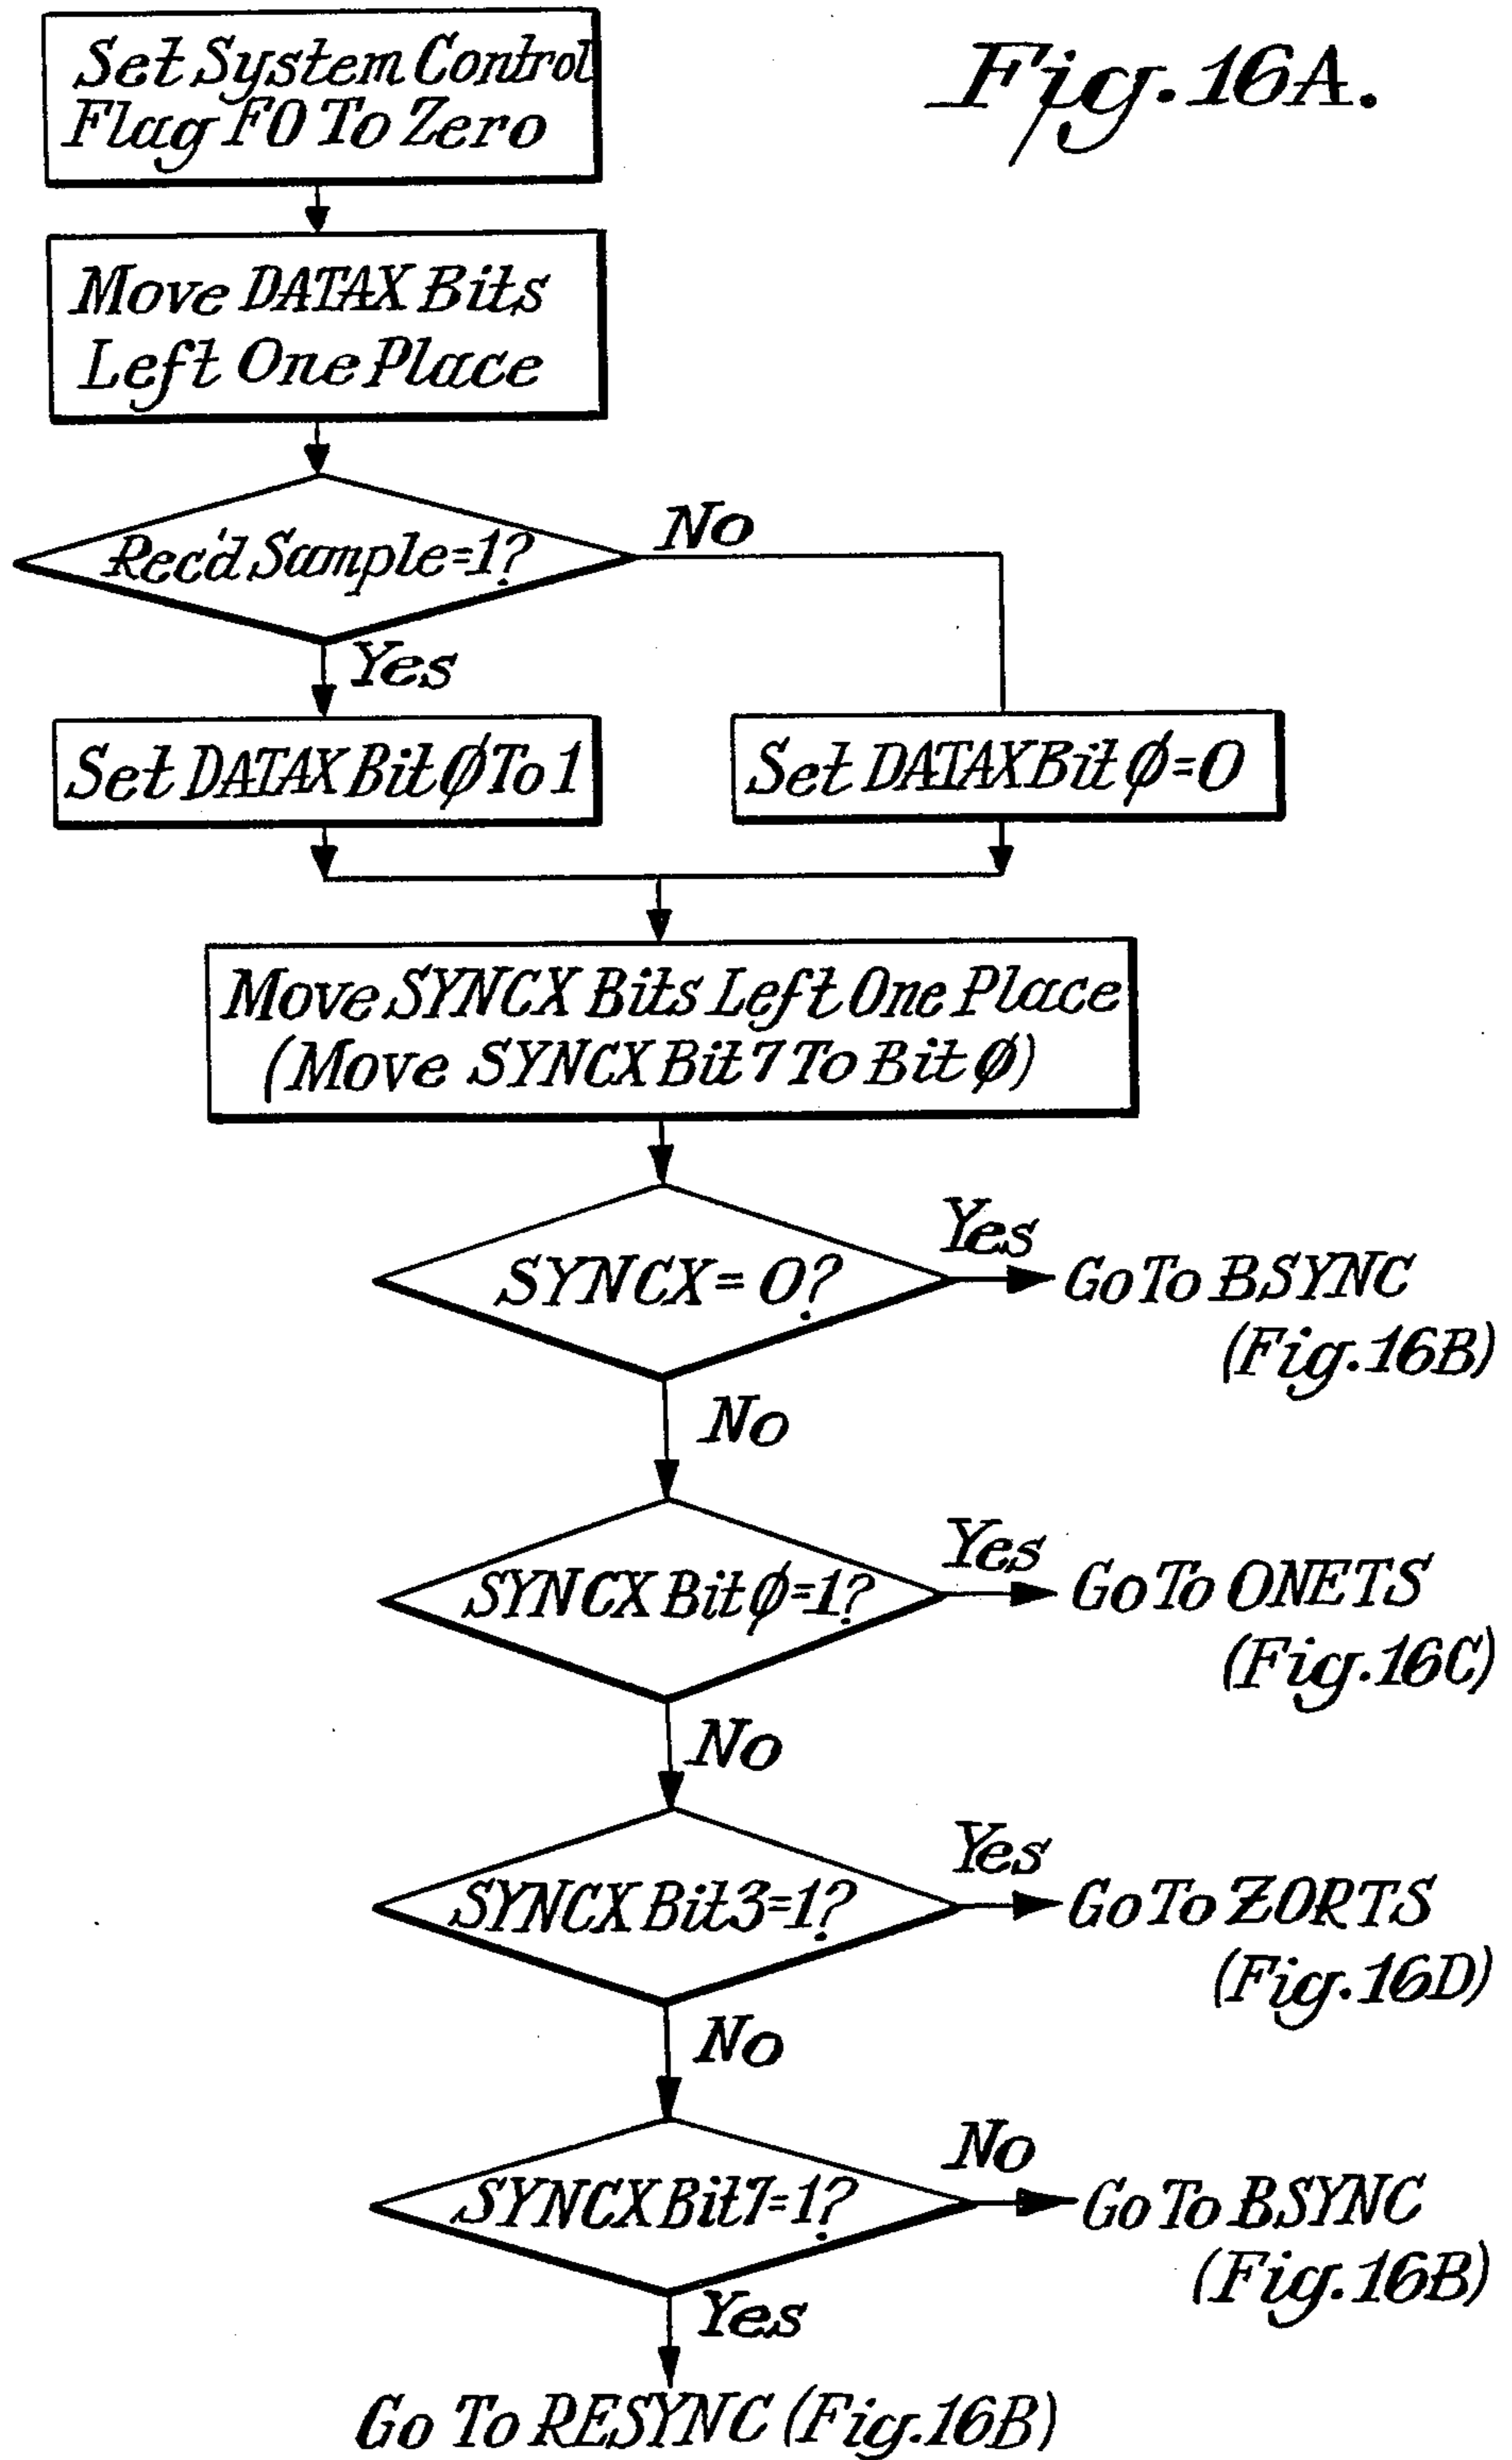 Fig. 16A.
Set System Control
Flag F0 To Zero
Move DATAX Bits
Left One Place
Rec'd Sample=1?
No
Yes
Set DATAX Bit ∅ To 1
Set DATAX Bit ∅=0
Move SYNCX Bits Left One Place
(Move SYNCX Bit 7 To Bit ∅)
SYNCX = 0?
Yes
Go To BSYNC
(Fig. 16B)
No
SYNCX Bit ∅=1?
Yes
Go To ONETS
(Fig. 16C)
No
SYNCX Bit 3=1?
Yes
Go To ZORTS
(Fig. 16D)
No
SYNCX Bit 7=1?
No
Go To BSYNC
(Fig. 16B)
Yes
Go To RESYNC (Fig. 16B)